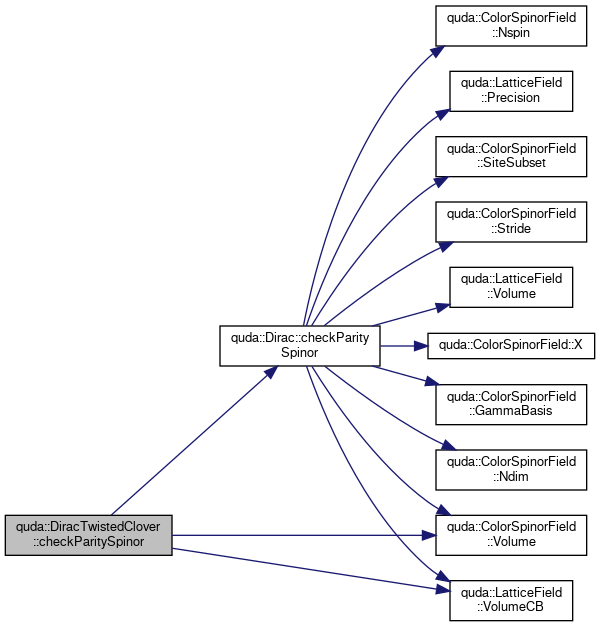 quda::ColorSpinorField
::Nspin
quda::LatticeField
::Precision
quda::ColorSpinorField
::SiteSubset
quda::ColorSpinorField
::Stride
quda::LatticeField
::Volume
quda::Dirac::checkParity
Spinor
quda::ColorSpinorField::X
quda::ColorSpinorField
::GammaBasis
quda::ColorSpinorField
::Ndim
quda::DiracTwistedClover
::checkParitySpinor
quda::ColorSpinorField
::Volume
quda::LatticeField
::VolumeCB